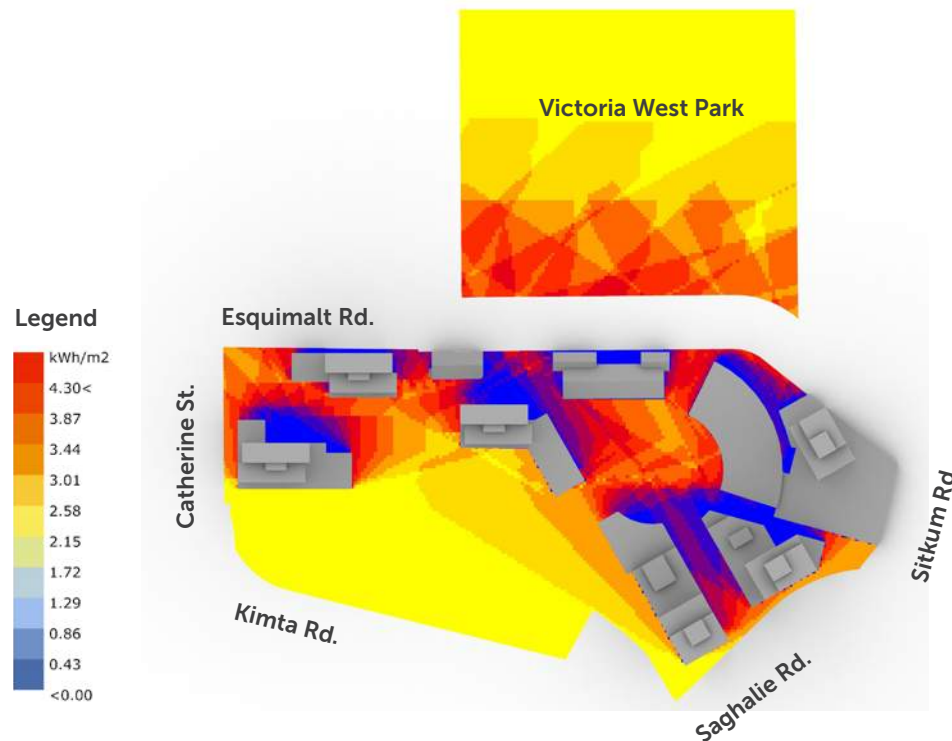 Victoria West Park
Esquimalt Rd.
Legend
kWh/m2
4.30<
3.87
3.44
3.01
2.58
2.15
1.72
1.29
0.86
0.43
<0.00
Catherine St.
Kimta Rd.
Saghalie Rd.
Sitkum Rd